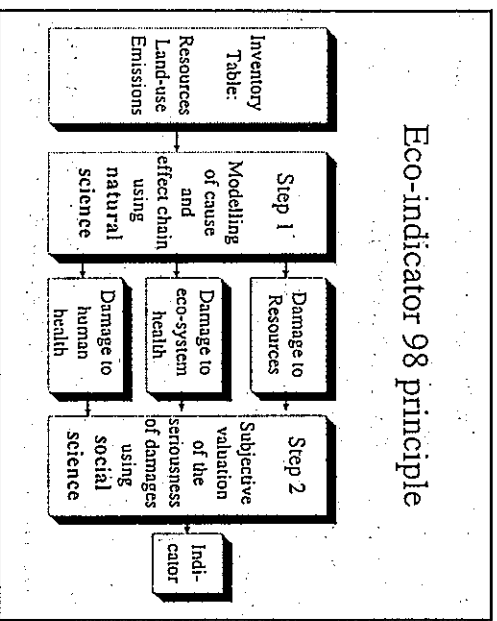 Eco-indicator 98 principle
Inventory
Table:
Resources
Land-use
Emissions
Step 1
Modelling
of cause
and
effect chain
using
natural
science
Damage to
Resources
Damage to
eco-system
health
Damage to
human
health
Step 2
Subjective
valuation
of the
seriousness
of damages
using
social
science
Indi-
cator